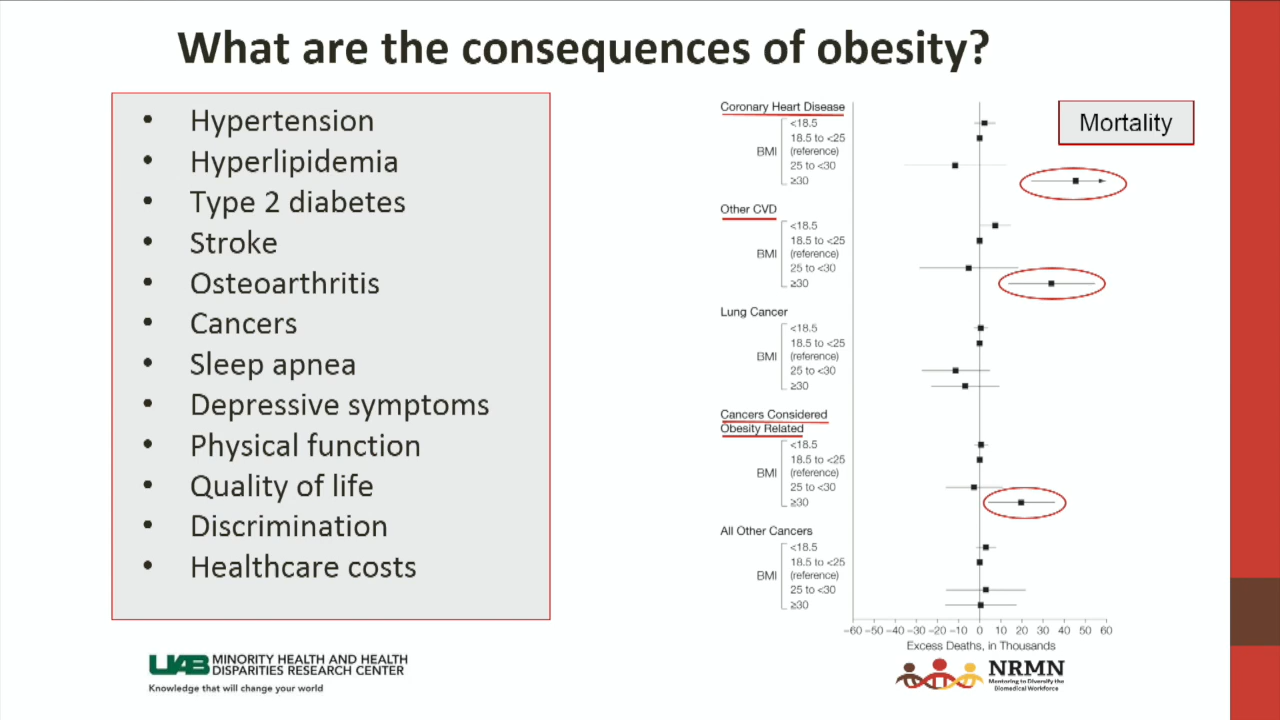 What are the consequences of obesity?
• Hypertension
• Hyperlipidemia
• Type 2 diabetes
• Stroke
• Osteoarthritis
• Cancers
• Sleep apnea
• Depressive symptoms
• Physical function
• Quality of life
• Discrimination
• Healthcare costs
Mortality
Coronary Heart Disease
BMI
<18.5
18.5 to <25
(reference)
25 to <30
≥30
Other CVD
BMI
<18.5
18.5 to <25
(reference)
25 to <30
≥30
Lung Cancer
BMI
<18.5
18.5 to <25
(reference)
25 to <30
≥30
Cancers Considered
Obesity Related
BMI
<18.5
18.5 to <25
(reference)
25 to <30
≥30
All Other Cancers
BMI
<18.5
18.5 to <25
(reference)
25 to <30
≥30
−60 −50 −40 −30 −20 −10 0 10 20 30 40 50 60
Excess Deaths, in Thousands
UAB MINORITY HEALTH AND HEALTH
DISPARITIES RESEARCH CENTER
Knowledge that will change your world
NRMN
Mentoring to Diversify the
Biomedical Workforce